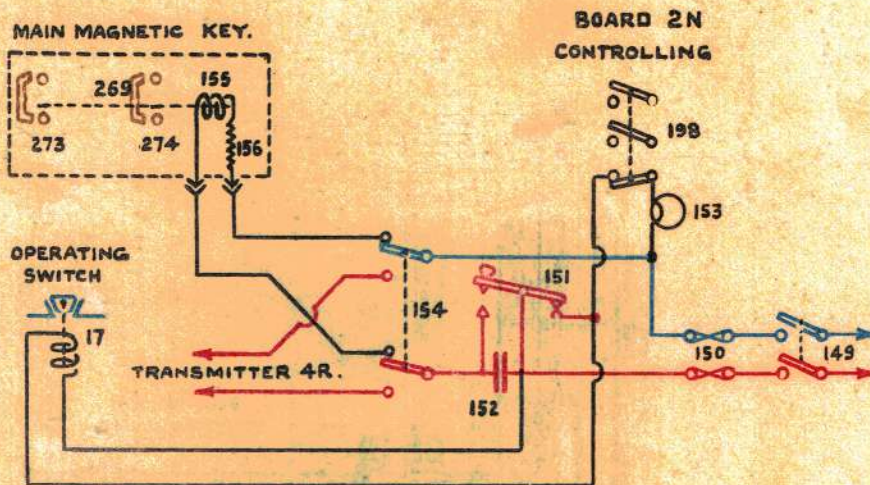 MAIN MAGNETIC KEY.
269
155
273
274
156
BOARD 2N
CONTROLLING
198
153
OPERATING
SWITCH
17
154
151
TRANSMITTER 4R.
152
150
149